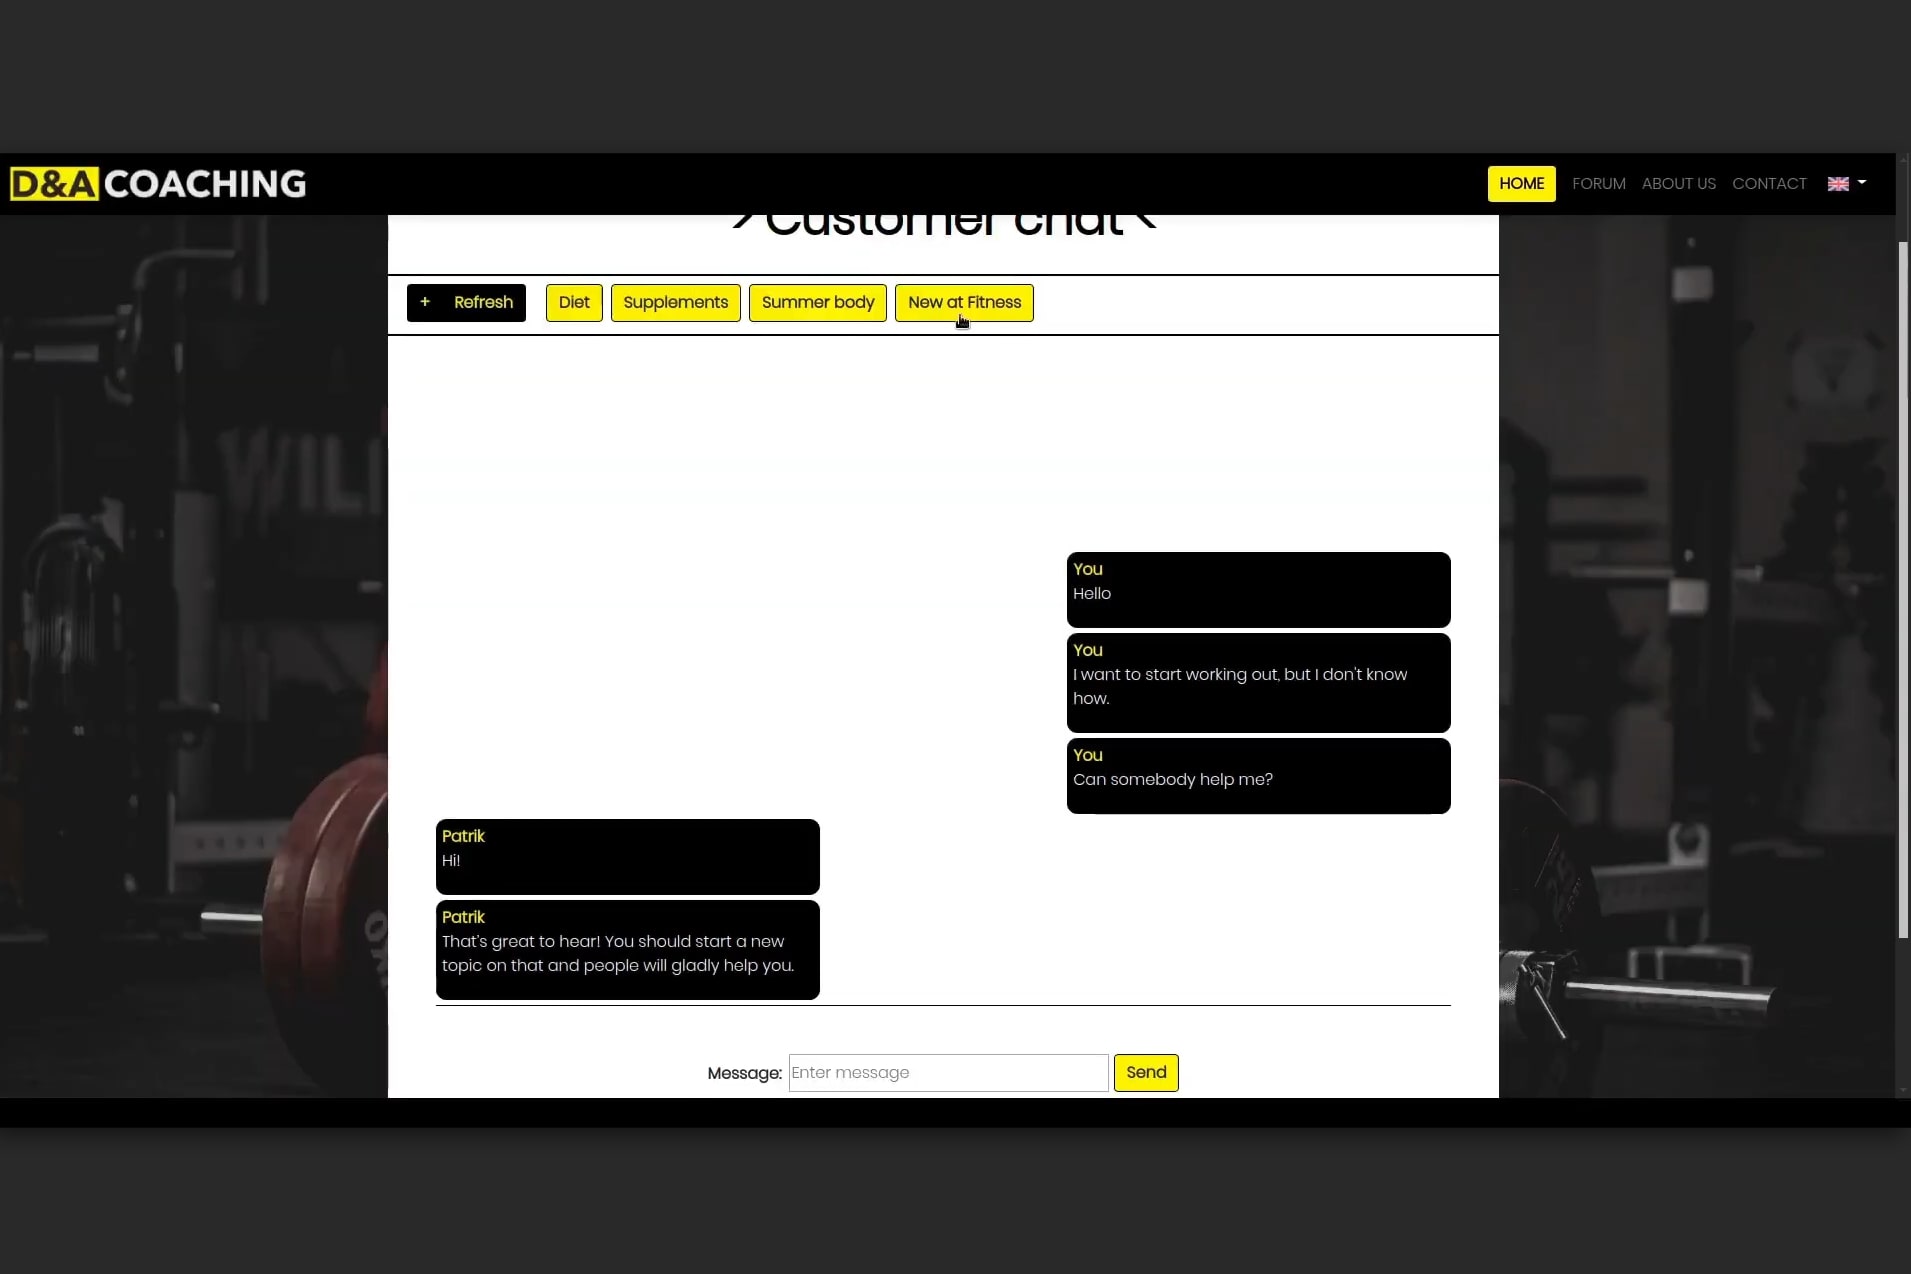 D&A COACHING
HOME FORUM ABOUT US CONTACT
>Customer chat<
+ Refresh Diet Supplements Summer body New at Fitness
You
Hello
You
I want to start working out, but I don't know
how.
You
Can somebody help me?
Patrik
Hi!
Patrik
That's great to hear! You should start a new
topic on that and people will gladly help you.
Message: Enter message Send